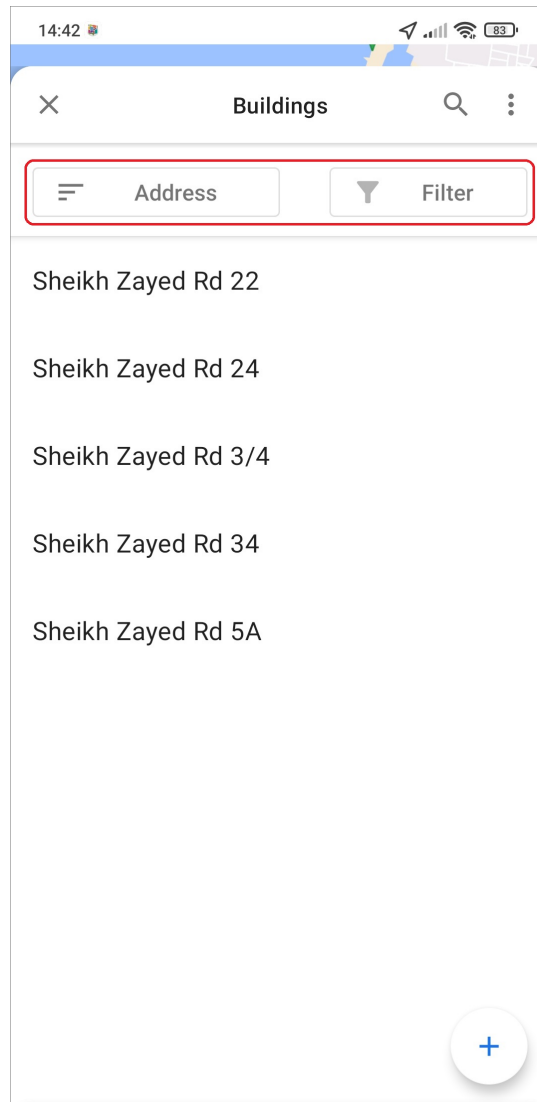 14:42
83
Buildings
Address
Filter
Sheikh Zayed Rd 22
Sheikh Zayed Rd 24
Sheikh Zayed Rd 3/4
Sheikh Zayed Rd 34
Sheikh Zayed Rd 5A